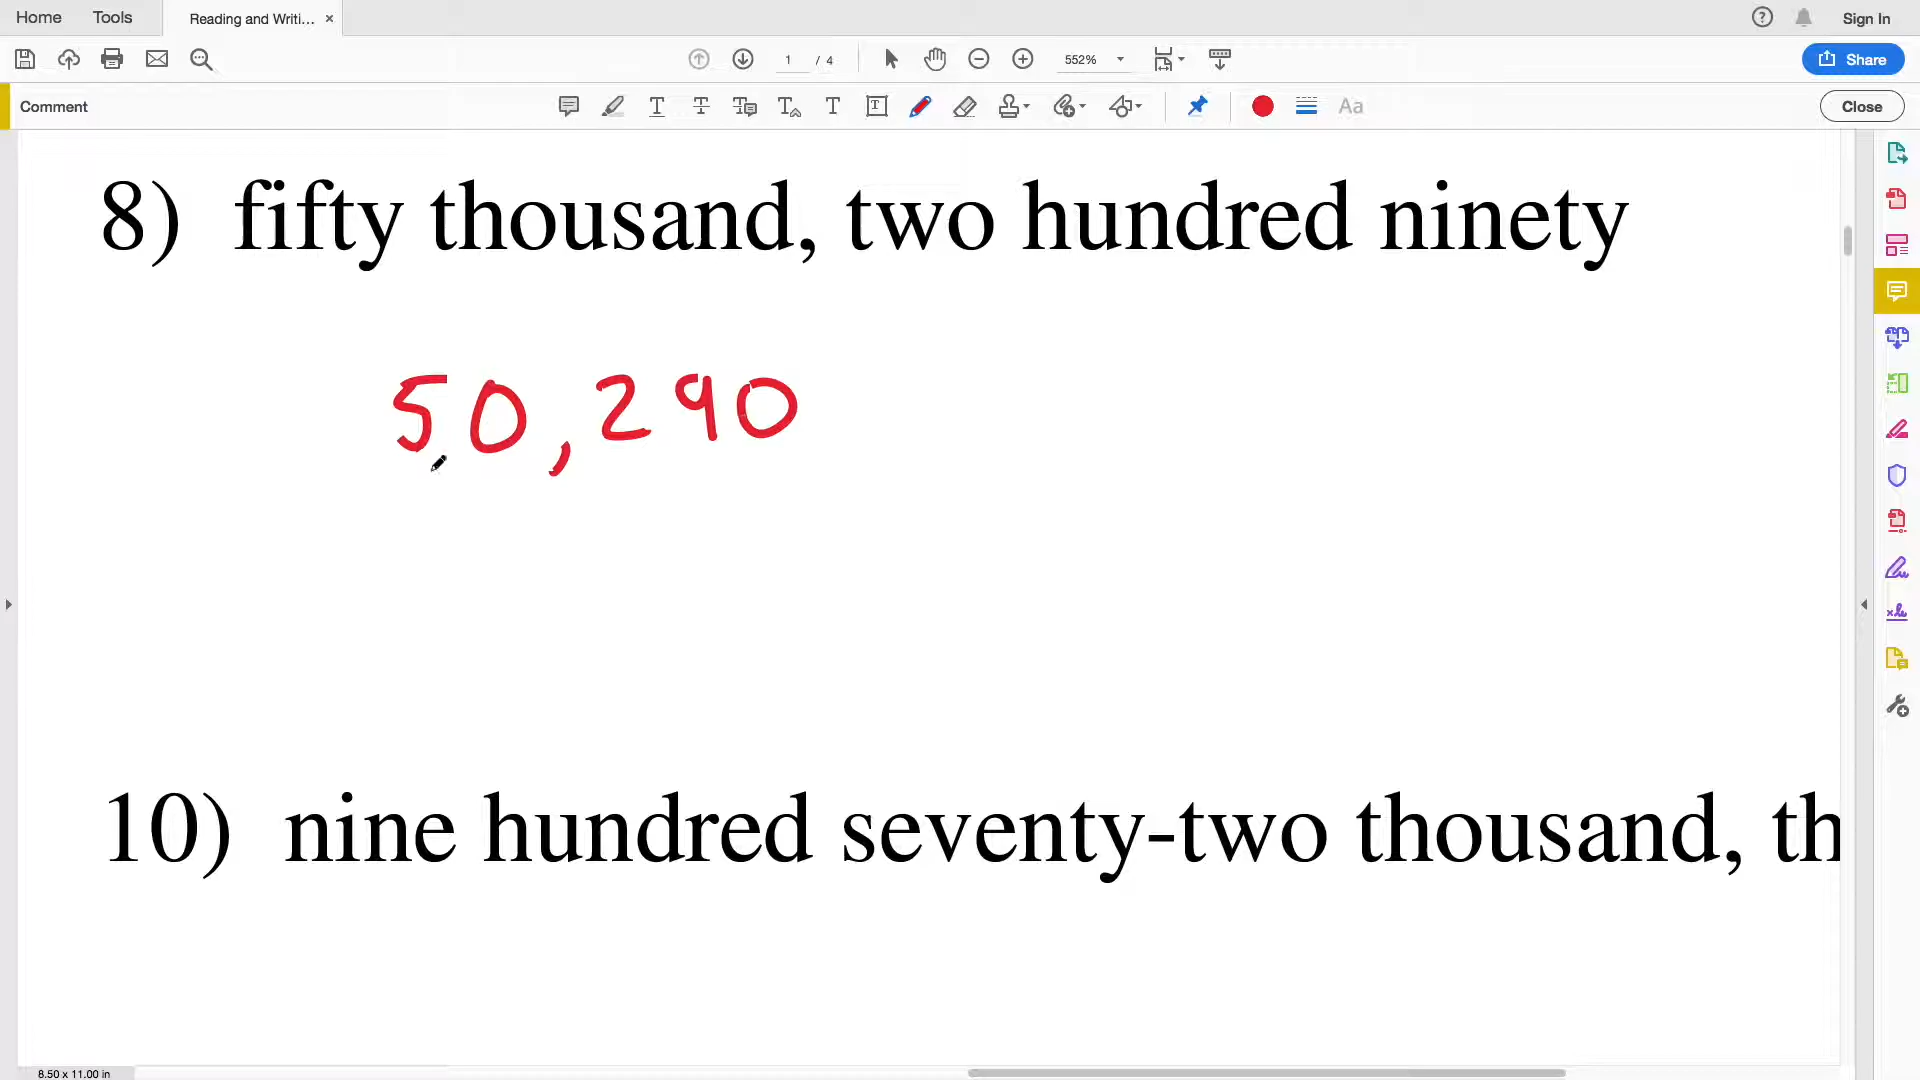 Home Tools Reading and Writi... × Sign In
1 / 4 552% Share
Comment Aa Close
8) fifty thousand, two hundred ninety
50,290
10) nine hundred seventy-two thousand, th
8.50 x 11.00 in